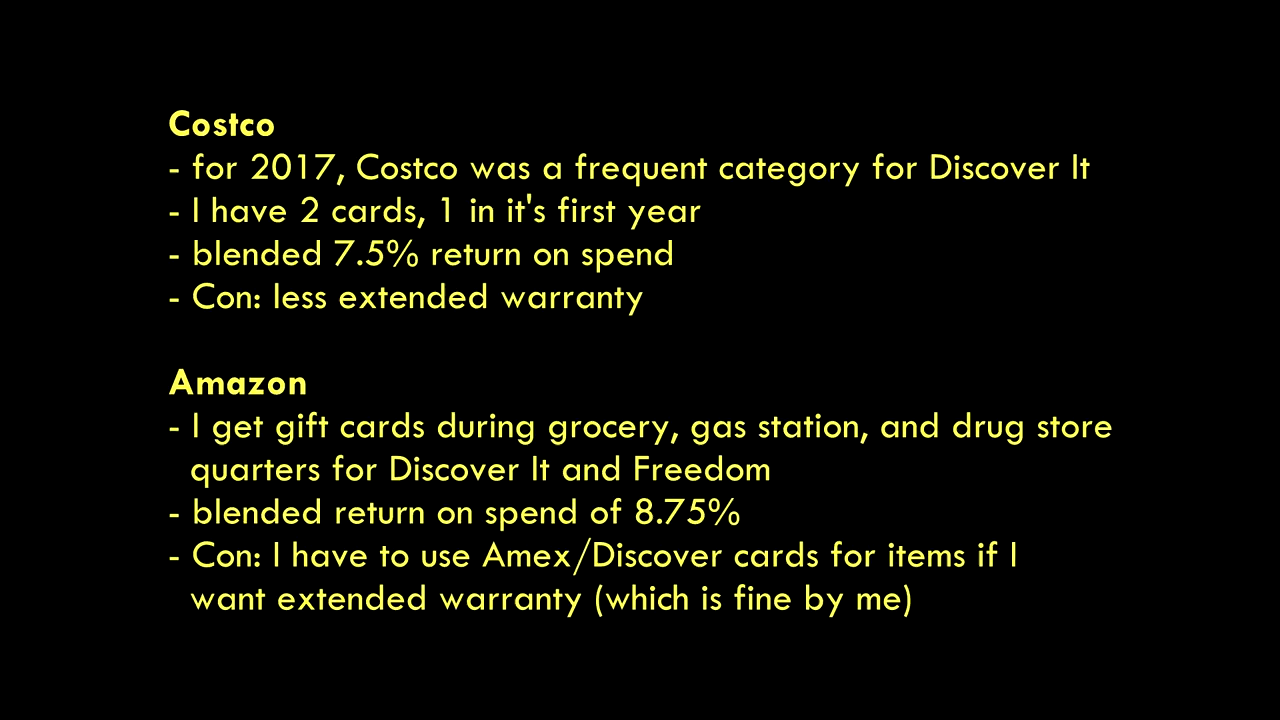 Costco
- for 2017, Costco was a frequent category for Discover It
- I have 2 cards, 1 in it's first year
- blended 7.5% return on spend
- Con: less extended warranty
Amazon
- I get gift cards during grocery, gas station, and drug store
quarters for Discover It and Freedom
- blended return on spend of 8.75%
- Con: I have to use Amex/Discover cards for items if I
want extended warranty (which is fine by me)